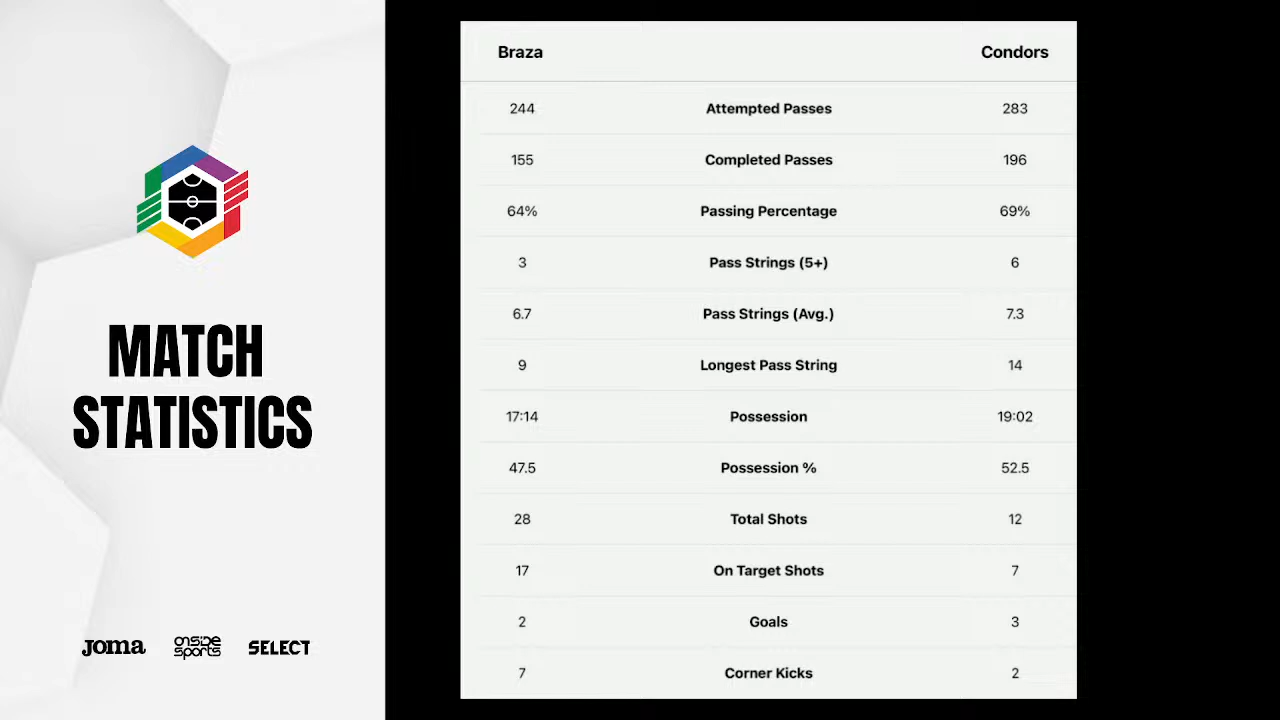 MATCH
STATISTICS
Joma
onside
sports
SELECT
Braza Condors
244 Attempted Passes 283
155 Completed Passes 196
64% Passing Percentage 69%
3 Pass Strings (5+) 6
6.7 Pass Strings (Avg.) 7.3
9 Longest Pass String 14
17:14 Possession 19:02
47.5 Possession % 52.5
28 Total Shots 12
17 On Target Shots 7
2 Goals 3
7 Corner Kicks 2